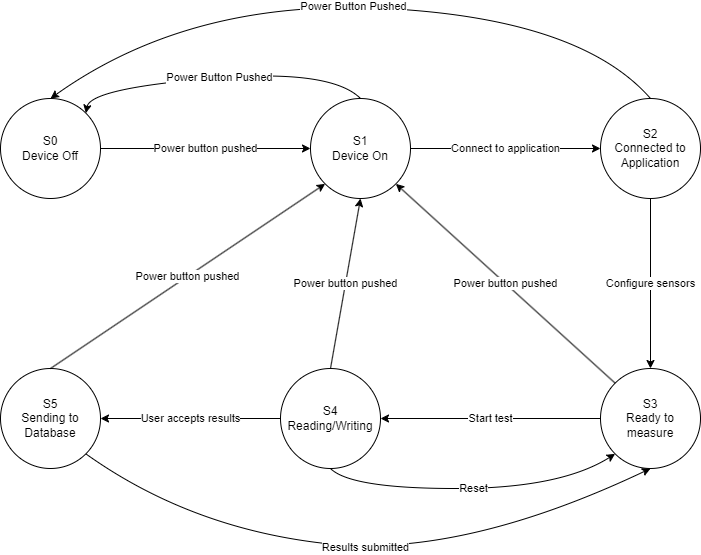 Power Button Pushed
Power Button Pushed
S0
Device Off
Power button pushed
S1
Device On
Connect to application
S2
Connected to
Application
Power button pushed
Power button pushed
Power button pushed
Configure sensors
S5
Sending to
Database
User accepts results
S4
Reading/Writing
Start test
S3
Ready to
measure
Reset
Results submitted